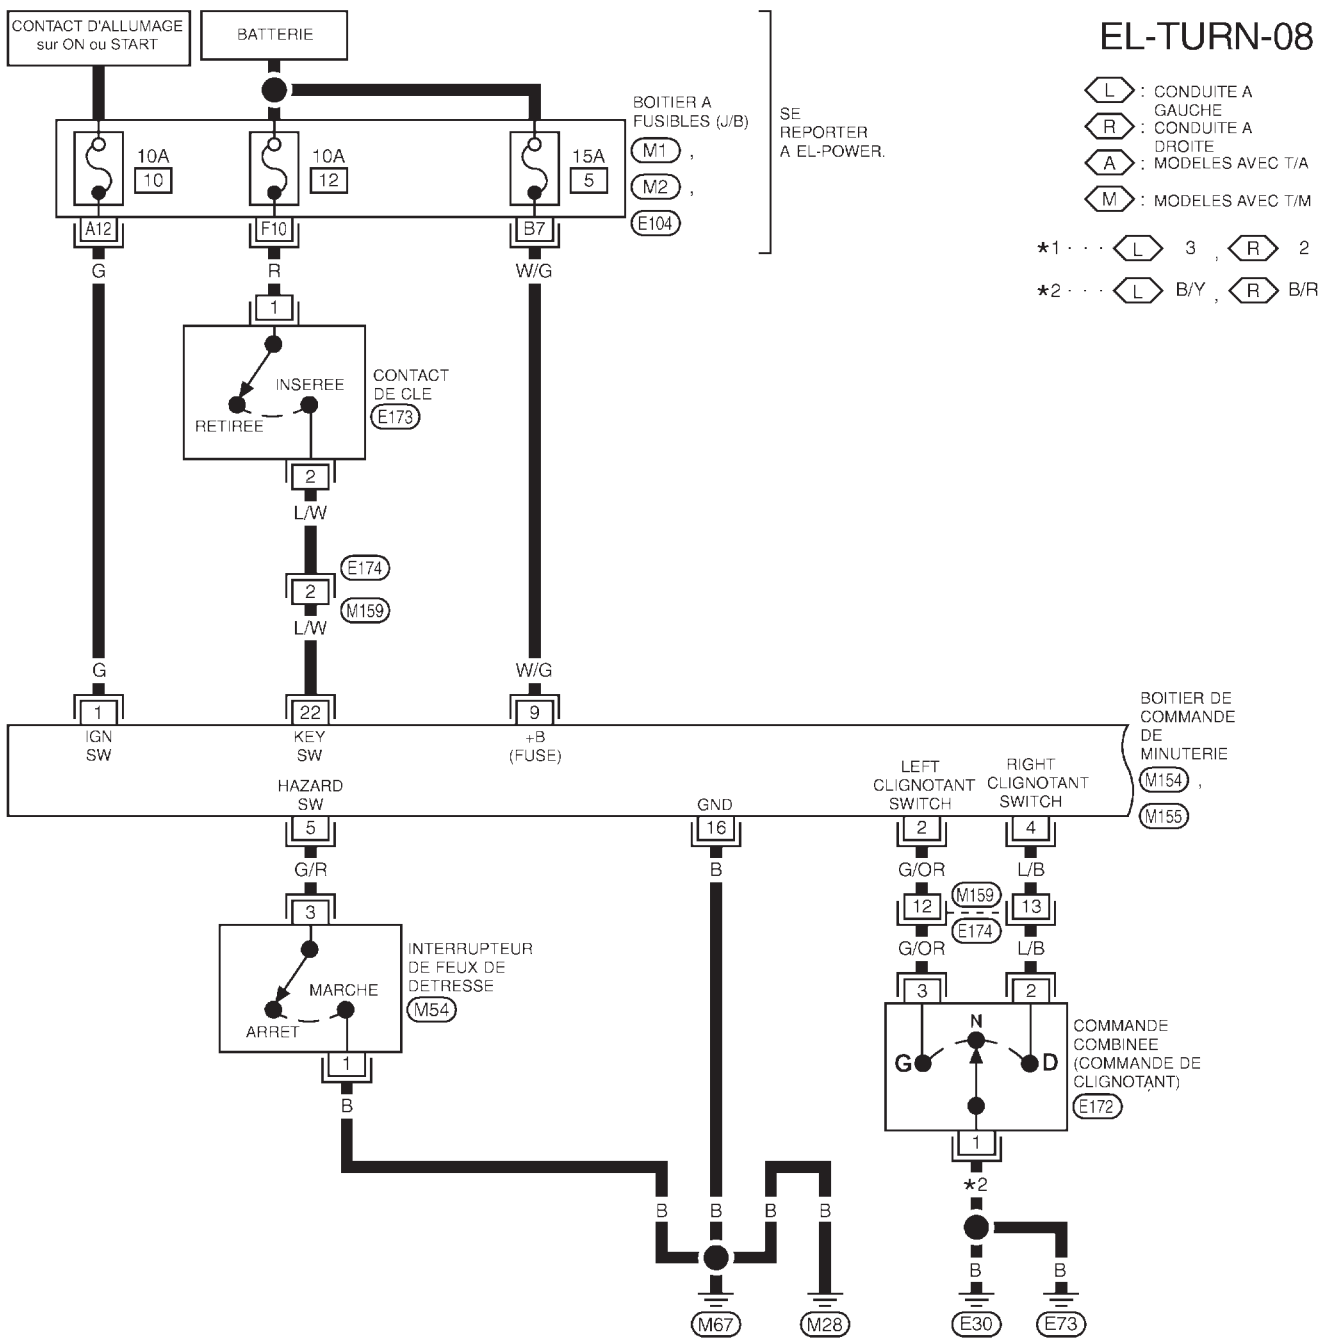 CONTACT D'ALLUMAGE
sur ON ou START
BATTERIE
EL-TURN-08
L : CONDUITE A
GAUCHE
R : CONDUITE A
DROITE
A : MODELES AVEC T/A
M : MODELES AVEC T/M
*1 · · · L 3 , R 2
*2 · · · L B/Y , R B/R
BOITIER A
FUSIBLES (J/B)
M1 ,
M2 ,
E104
SE
REPORTER
A EL-POWER.
10A
10
10A
12
15A
5
A12
F10
B7
G
R
W/G
1
INSEREE
RETIREE
CONTACT
DE CLE
E173
2
L/W
E174
2
M159
L/W
G
W/G
1
22
9
IGN
SW
KEY
SW
+B
(FUSE)
BOITIER DE
COMMANDE
DE
MINUTERIE
M154 ,
M155
HAZARD
SW
GND
LEFT
CLIGNOTANT
SWITCH
RIGHT
CLIGNOTANT
SWITCH
5
16
2
4
G/R
B
G/OR
L/B
3
12
M159
E174
13
G/OR
L/B
INTERRUPTEUR
DE FEUX DE
DETRESSE
M54
MARCHE
ARRET
1
B
3
2
N
G
D
COMMANDE
COMBINEE
(COMMANDE DE
CLIGNOTANT)
E172
1
*2
B
B
B
B
B
B
M67
M28
E30
E73